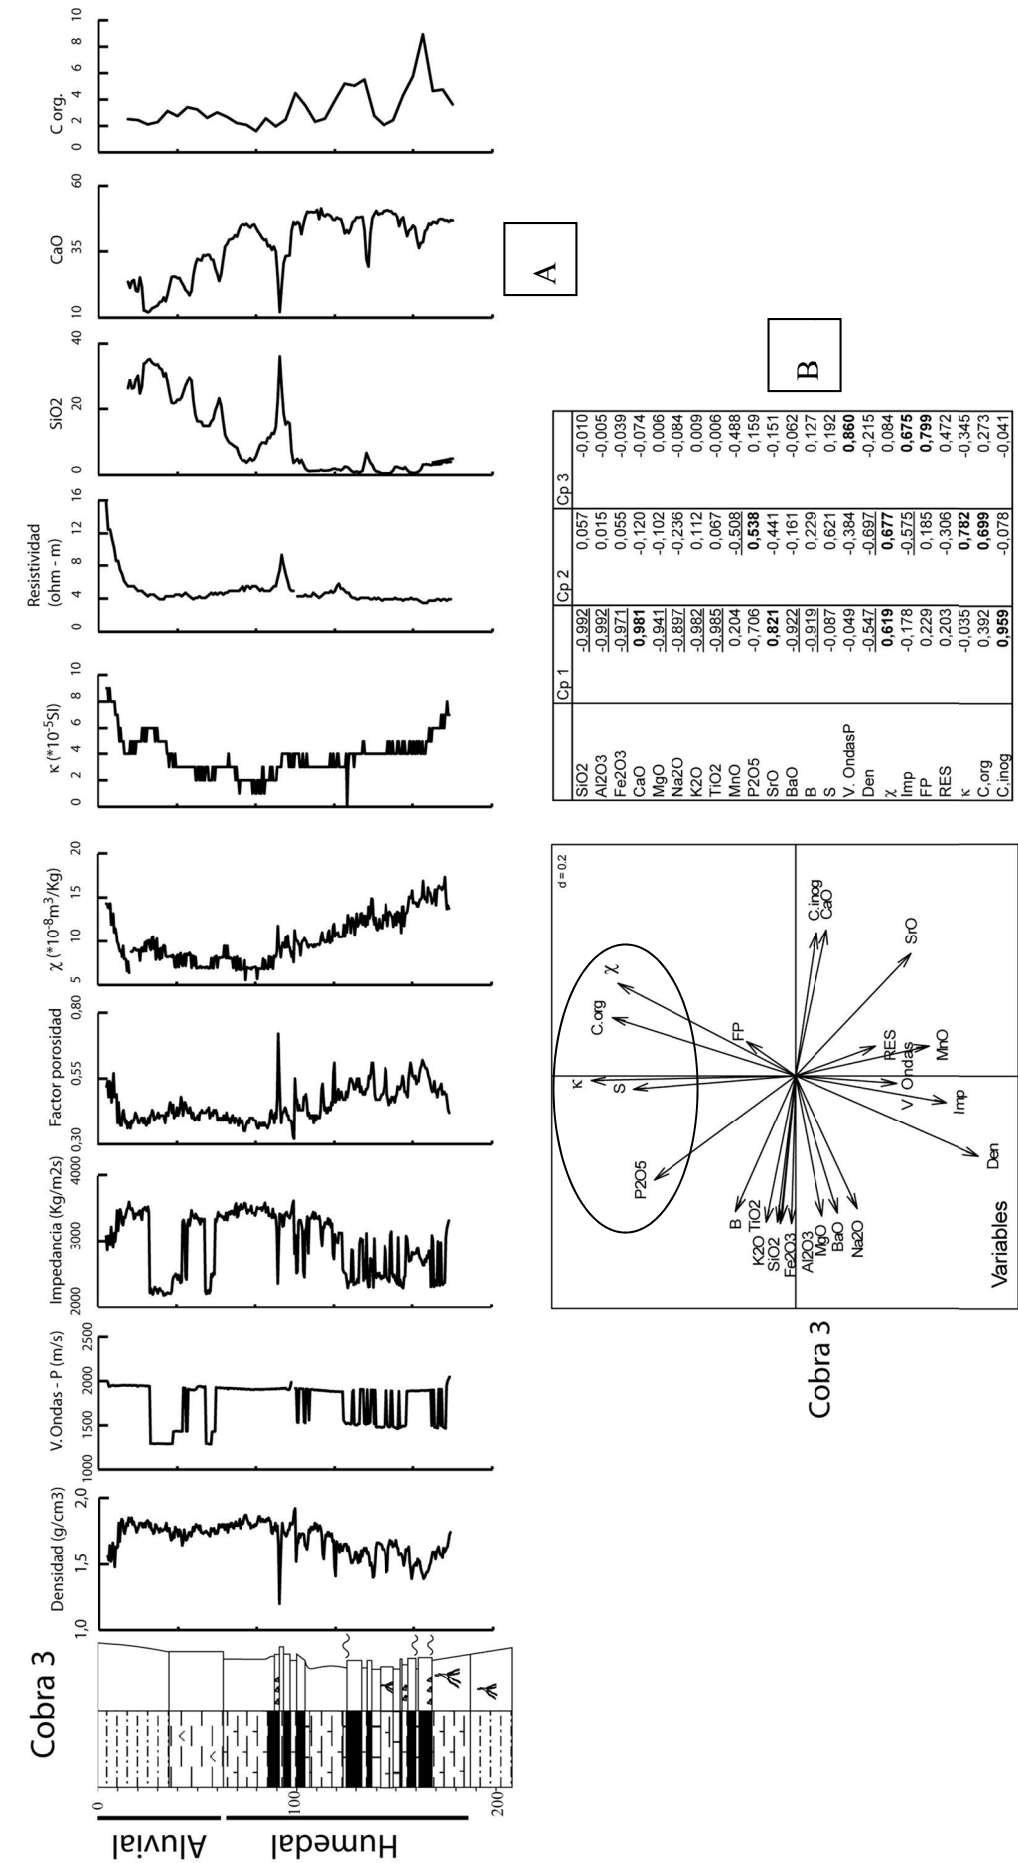 Cobra 3
Aluvial
Humedal
0
100
200
Densidad (g/cm3)
1,0
1,5
2,0
V.Ondas - P (m/s)
1000
1500
2000
2500
Impedancia (Kg/m2s)
2000
3000
4000
Factor porosidad
0,30
0,55
0,80
χ (*10-8m3/Kg)
5
10
15
20
κ (*10-5SI)
0
2
4
6
8
10
Resistividad
(ohm - m)
0
4
8
12
16
SiO2
0
20
40
CaO
10
35
60
C org.
0
2
4
6
8
10
A
Cobra 3
d = 0.2
κ
S
C.org
χ
P2O5
FP
B
TiO2
K2O
SiO2
Fe2O3
Al2O3
MgO
BaO
Na2O
C.inog
CaO
SrO
RES
MnO
V. Ondas
Imp
Den
Variables
Cp 1 Cp 2 Cp 3
SiO2 -0,992 0,057 -0,010
Al2O3 -0,992 0,015 -0,005
Fe2O3 -0,971 0,055 -0,039
CaO 0,981 -0,120 -0,074
MgO -0,941 -0,102 0,006
Na2O -0,897 -0,236 -0,084
K2O -0,982 0,112 0,009
TiO2 -0,985 0,067 -0,006
MnO 0,204 -0,508 -0,488
P2O5 -0,706 0,538 0,159
SrO 0,821 -0,441 -0,151
BaO -0,922 -0,161 -0,062
B -0,919 0,229 0,127
S -0,087 0,621 0,192
V. OndasP -0,049 -0,384 0,860
Den -0,547 -0,697 -0,215
χ 0,619 0,677 0,084
Imp -0,178 -0,575 0,675
FP 0,229 0,185 0,799
RES 0,203 -0,306 0,472
κ -0,035 0,782 -0,345
C,org 0,392 0,699 0,273
C,inog 0,959 -0,078 -0,041
B